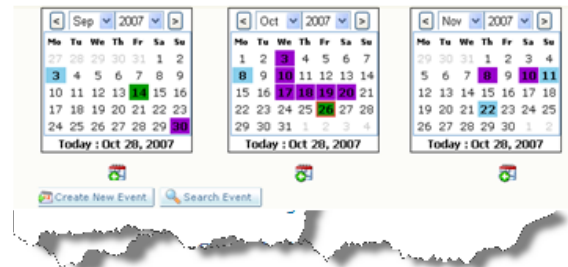 < Sep 2007 > < Oct 2007 > < Nov 2007 >
Mo Tu We Th Fr Sa Su Mo Tu We Th Fr Sa Su Mo Tu We Th Fr Sa Su
27 28 29 30 31 1 2 1 2 3 4 5 6 7 29 30 31 1 2 3 4
3 4 5 6 7 8 9 8 9 10 11 12 13 14 5 6 7 8 9 10 11
10 11 12 13 14 15 16 15 16 17 18 19 20 21 12 13 14 15 16 17 18
17 18 19 20 21 22 23 22 23 24 25 26 27 28 19 20 21 22 23 24 25
24 25 26 27 28 29 30 29 30 31 1 2 3 4 26 27 28 29 30 1 2
Today : Oct 28, 2007 Today : Oct 28, 2007 Today : Oct 28, 2007
Create New Event Search Event